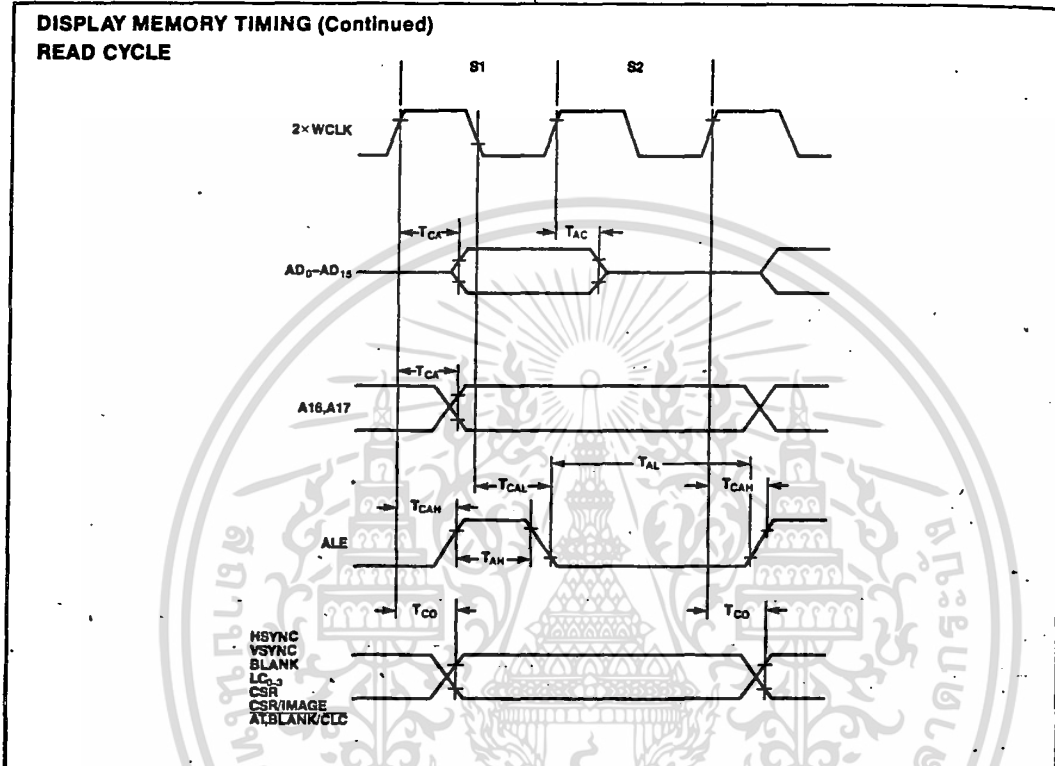 DISPLAY MEMORY TIMING (Continued)
READ CYCLE
S1 S2
2×WCLK
TCA TAC
AD0-AD15
TCA
A16,A17
TAL
TCAL TCAH
TCAH
ALE
TAH
TCO TCO
HSYNC
VSYNC
BLANK
LC0-3
CSR
CSR/IMAGE
AT,BLANK/CLC